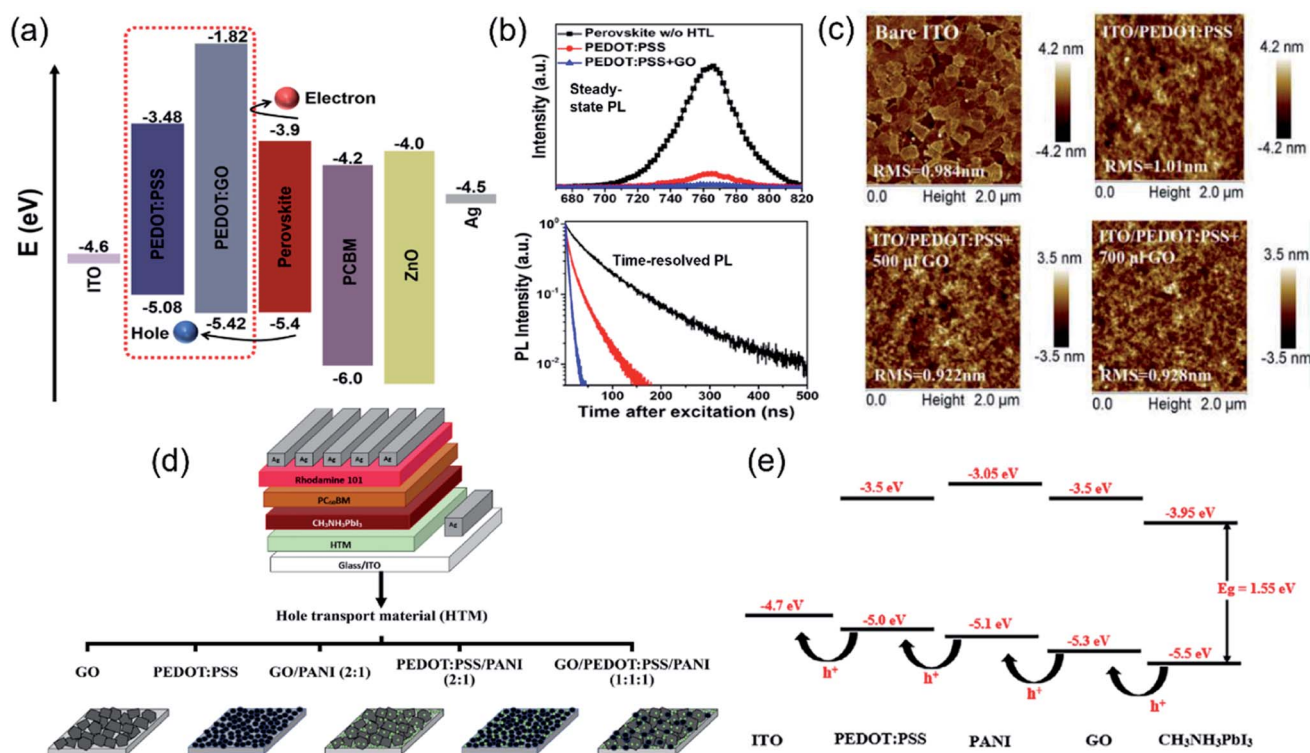 (a)
E (eV)
-4.6
ITO
-3.48
PEDOT:PSS
-5.08
-1.82
PEDOT:GO
-5.42
Electron
-3.9
Perovskite
-5.4
Hole
-4.2
PCBM
-6.0
-4.0
ZnO
-4.5
Ag
(b)
Perovskite w/o HTL
PEDOT:PSS
PEDOT:PSS+GO
Steady-
state PL
Intensity (a.u.)
680 700 720 740 760 780 800 820
Time-resolved PL
PL Intensity (a.u.)
10⁰
10⁻¹
10⁻²
0 100 200 300 400 500
Time after excitation (ns)
(c)
Bare ITO
RMS=0.984nm
0.0 Height 2.0 µm
4.2 nm
-4.2 nm
ITO/PEDOT:PSS
RMS=1.01nm
0.0 Height 2.0 µm
4.2 nm
-4.2 nm
ITO/PEDOT:PSS+
500 µl GO
RMS=0.922nm
0.0 Height 2.0 µm
3.5 nm
-3.5 nm
ITO/PEDOT:PSS+
700 µl GO
RMS=0.928nm
0.0 Height 2.0 µm
3.5 nm
-3.5 nm
(d)
Ag Ag Ag Ag Ag
Rhodamine 101
PC₆₀BM
CH₃NH₃PbI₃
Ag
HTM
Glass/ITO
Hole transport material (HTM)
GO
PEDOT:PSS
GO/PANI (2:1)
PEDOT:PSS/PANI
(2:1)
GO/PEDOT:PSS/PANI
(1:1:1)
(e)
-3.5 eV
-3.05 eV
-3.5 eV
-3.95 eV
Eg = 1.55 eV
-4.7 eV
-5.0 eV
-5.1 eV
-5.3 eV
-5.5 eV
h⁺
h⁺
h⁺
h⁺
ITO
PEDOT:PSS
PANI
GO
CH₃NH₃PbI₃